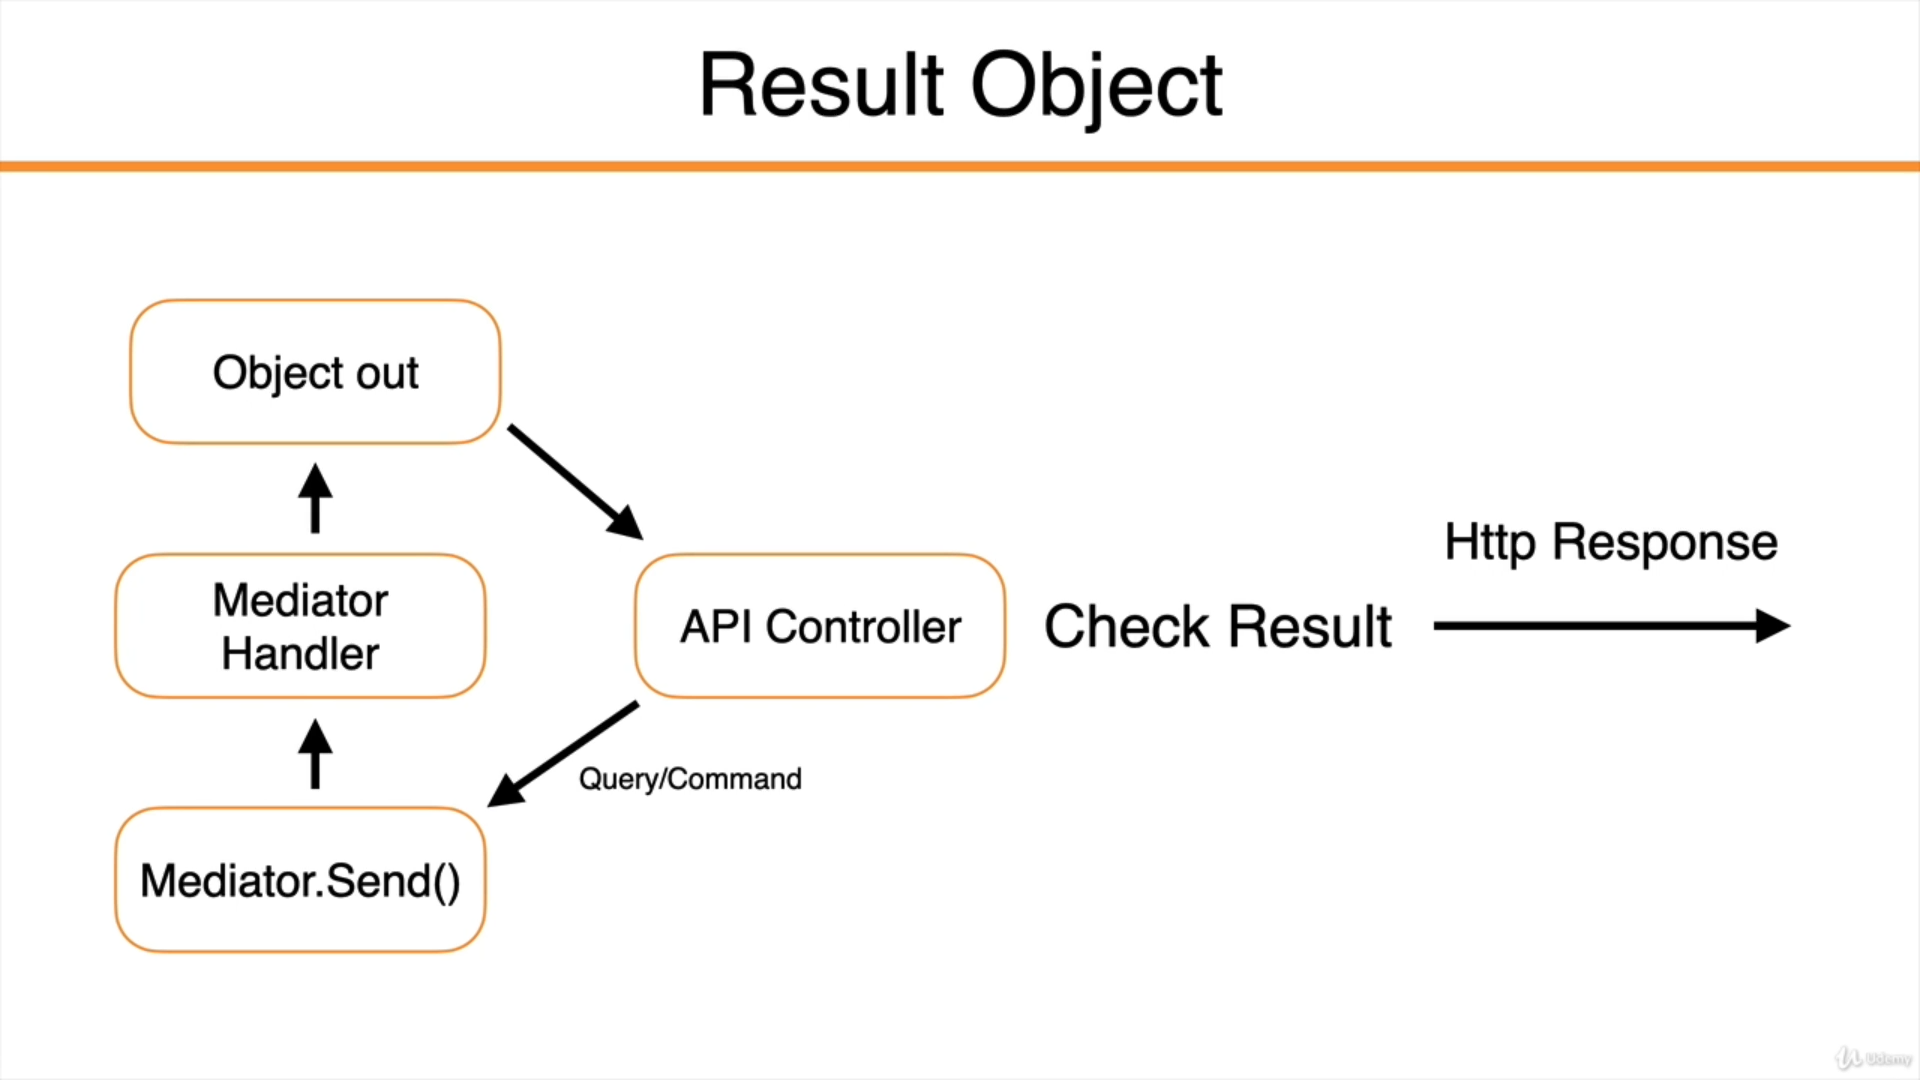 Result Object
Object out
Mediator
Handler
Mediator.Send()
API Controller
Query/Command
Check Result
Http Response
Udemy